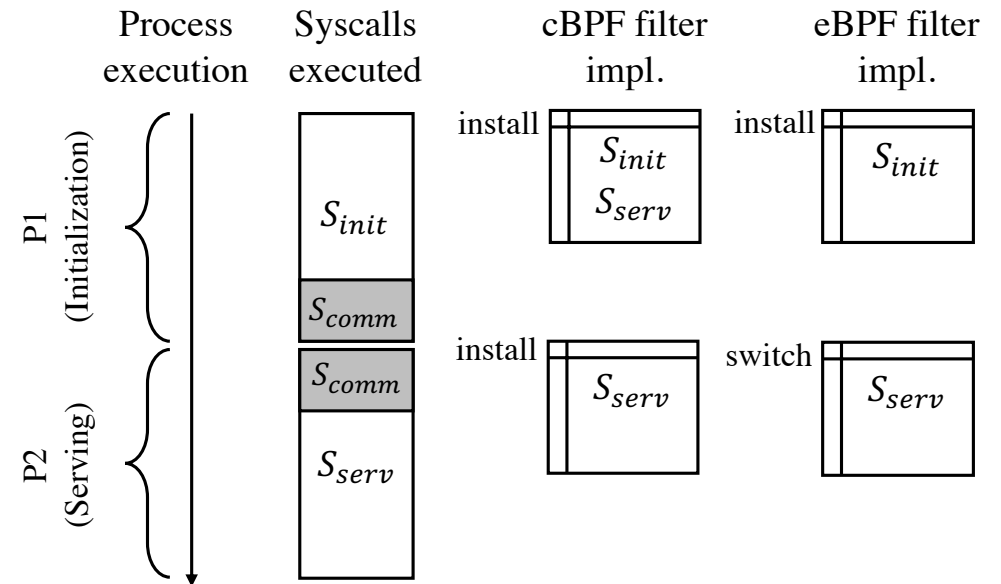 Process execution
Syscalls executed
cBPF filter impl.
eBPF filter impl.
P1
(Initialization)
S_init
S_comm
install
S_init
S_serv
install
S_init
P2
(Serving)
S_comm
S_serv
install
S_serv
switch
S_serv